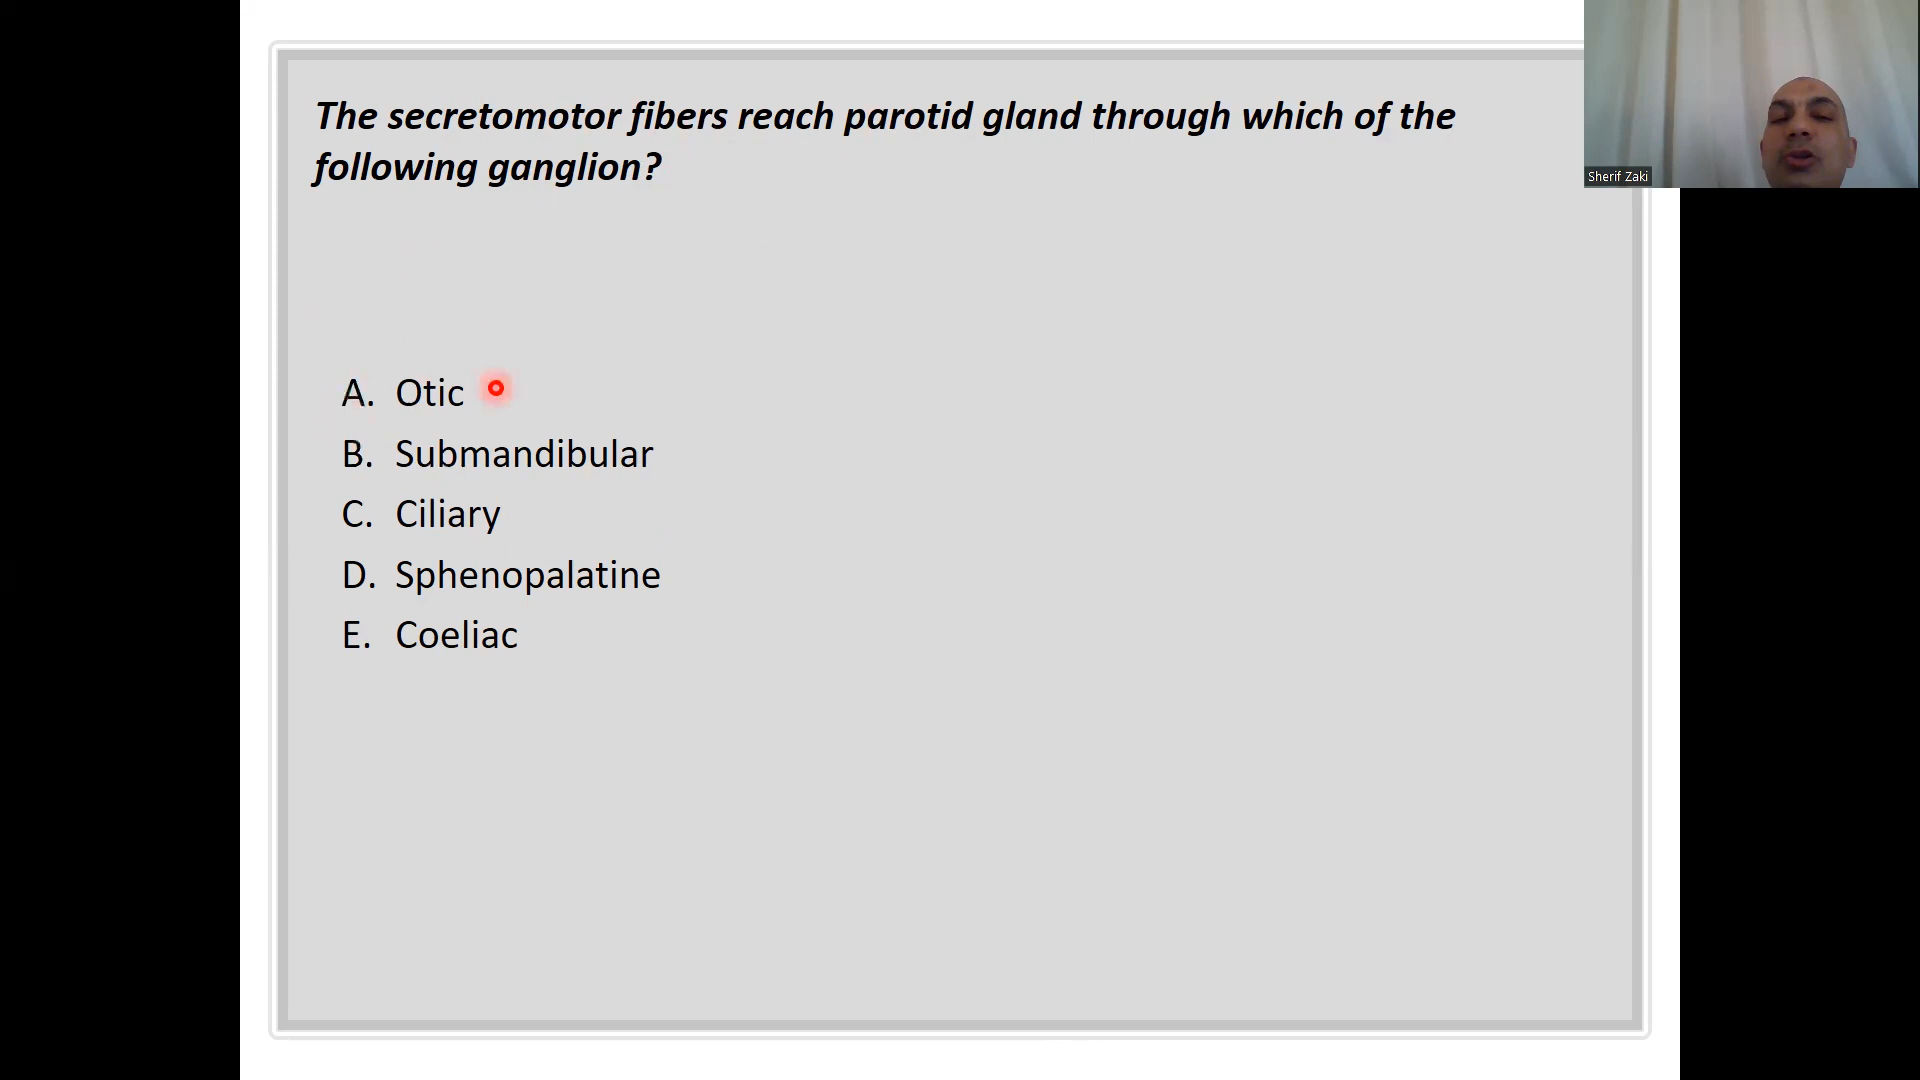 The secretomotor fibers reach parotid gland through which of the
following ganglion?
Sherif Zaki
A. Otic
B. Submandibular
C. Ciliary
D. Sphenopalatine
E. Coeliac